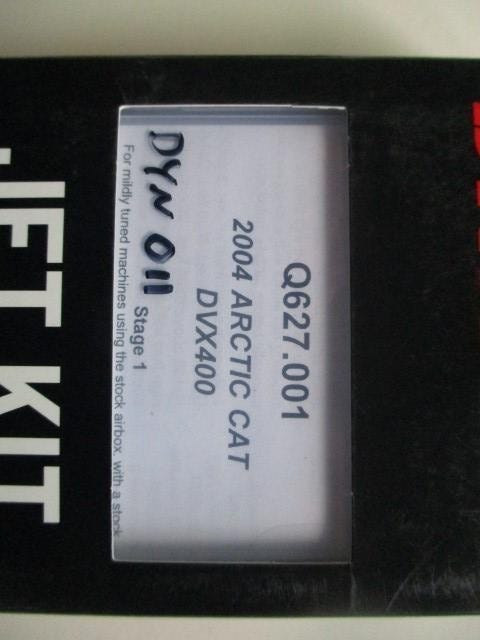 Q627.001
2004 ARCTIC CAT
DVX400
DYN 011
Stage 1
For mildly tuned machines using the stock airbox, with a stock
JET KIT